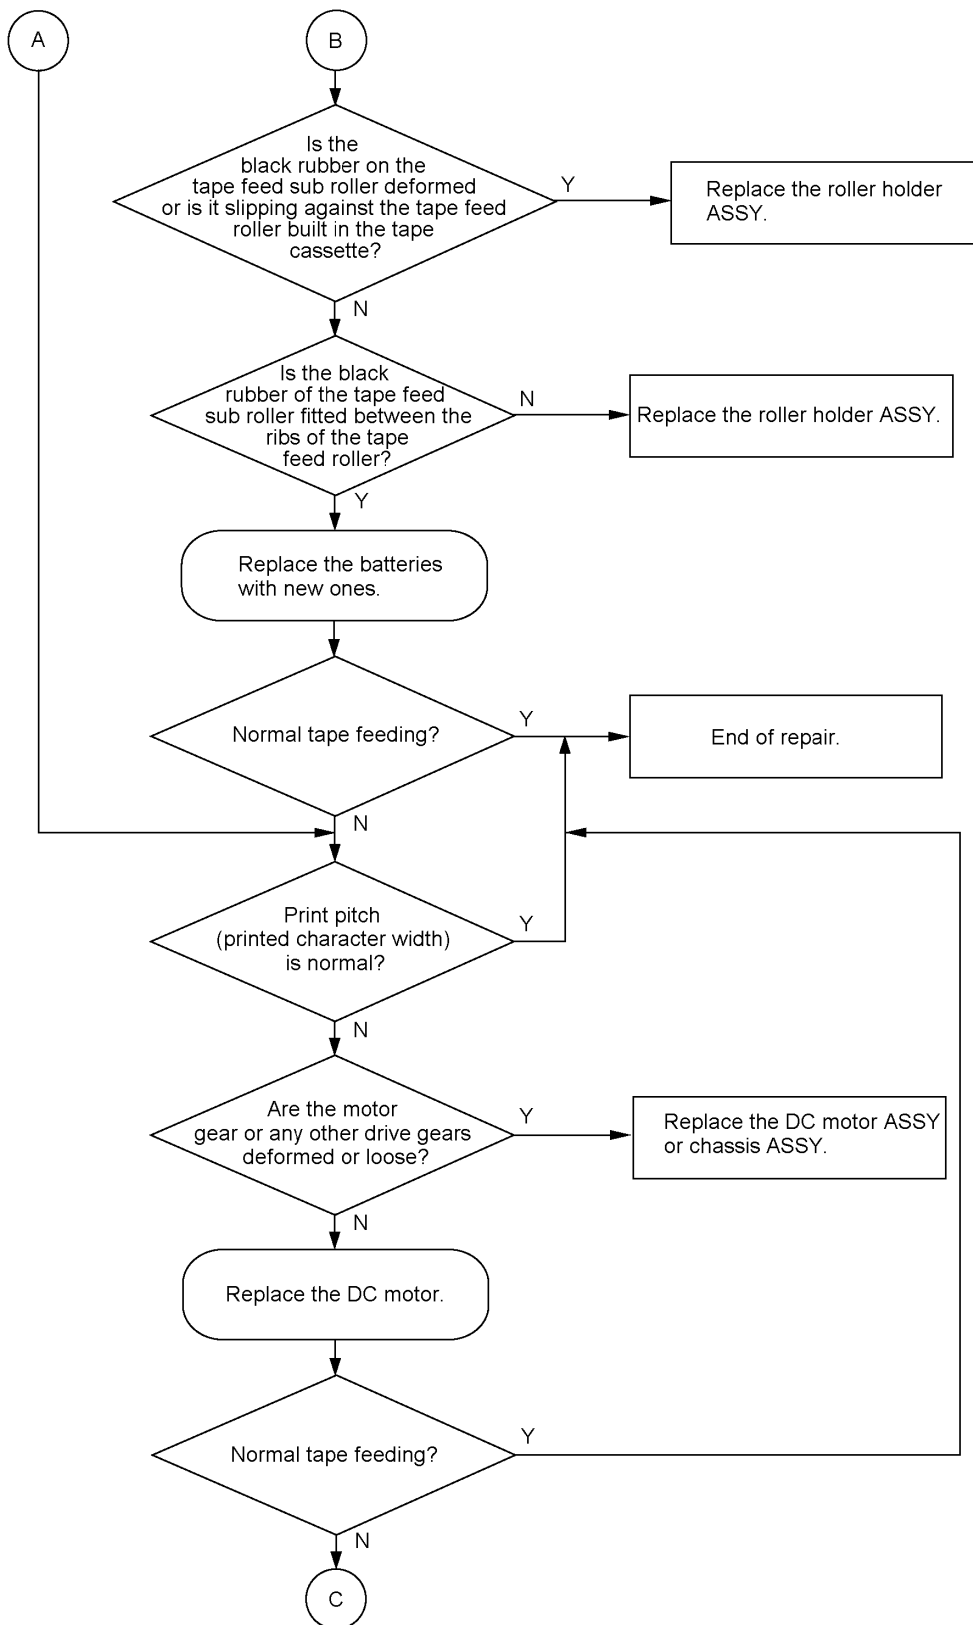 A
B
Is the
black rubber on the
tape feed sub roller deformed
or is it slipping against the tape feed
roller built in the tape
cassette?
Y
Replace the roller holder
ASSY.
N
Is the black
rubber of the tape feed
sub roller fitted between the
ribs of the tape
feed roller?
N
Replace the roller holder ASSY.
Y
Replace the batteries
with new ones.
Normal tape feeding?
Y
End of repair.
N
Print pitch
(printed character width)
is normal?
Y
N
Are the motor
gear or any other drive gears
deformed or loose?
Y
Replace the DC motor ASSY
or chassis ASSY.
N
Replace the DC motor.
Normal tape feeding?
Y
N
C